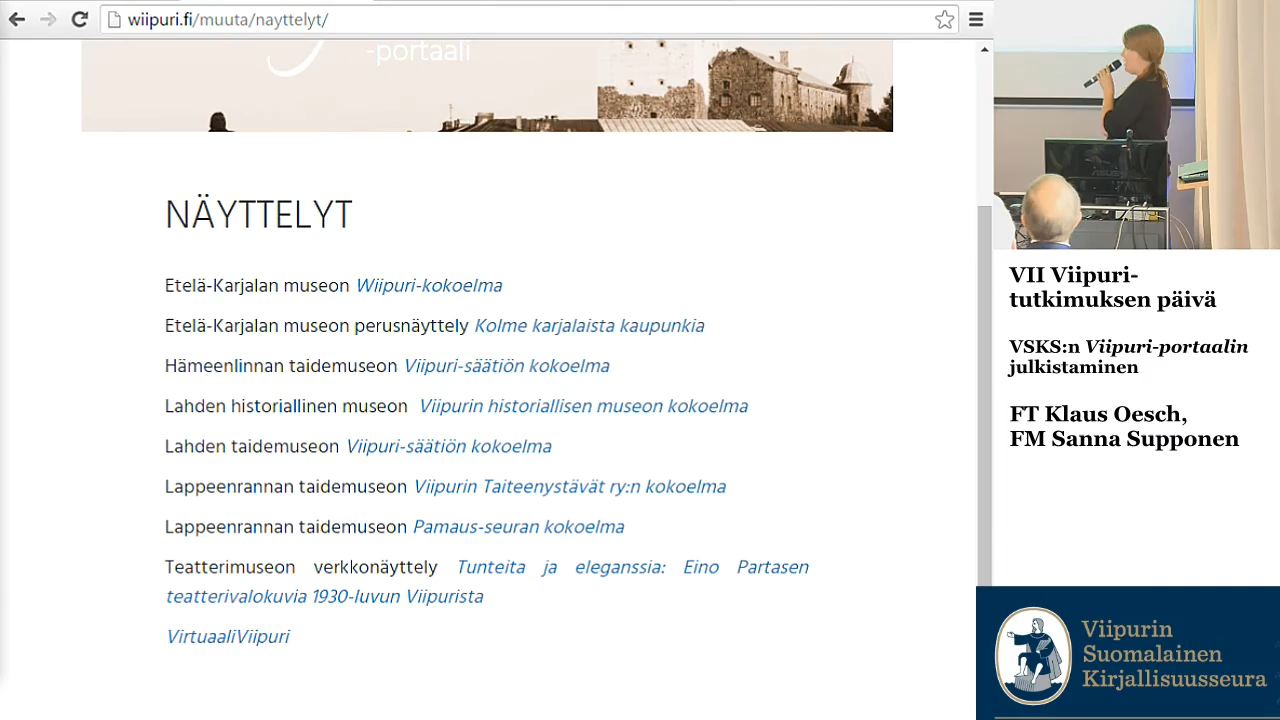 wiipuri.fi/muuta/nayttelyt/
-portaali
NÄYTTELYT
Etelä-Karjalan museon Wiipuri-kokoelma
Etelä-Karjalan museon perusnäyttely Kolme karjalaista kaupunkia
Hämeenlinnan taidemuseon Viipuri-säätiön kokoelma
Lahden historiallinen museon Viipurin historiallisen museon kokoelma
Lahden taidemuseon Viipuri-säätiön kokoelma
Lappeenrannan taidemuseon Viipurin Taiteenystävät ry:n kokoelma
Lappeenrannan taidemuseon Pamaus-seuran kokoelma
Teatterimuseon verkkonäyttely Tunteita ja eleganssia: Eino Partasen
teatterivalokuvia 1930-luvun Viipurista
VirtuaaliViipuri
VII Viipuri-
tutkimuksen päivä
VSKS:n Viipuri-portaalin
julkistaminen
FT Klaus Oesch,
FM Sanna Supponen
Viipurin
Suomalainen
Kirjallisuusseura